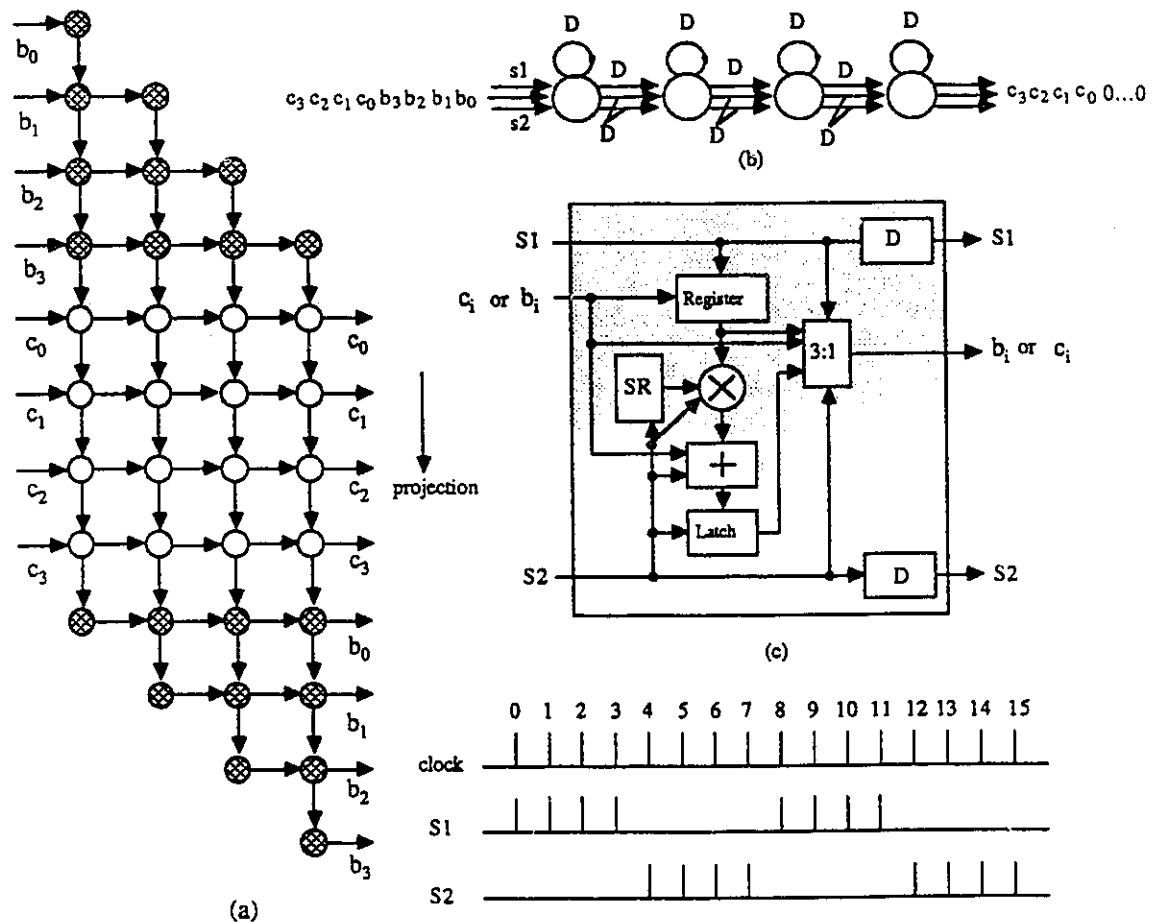 b0
b1
b2
b3
c0
c0
c1
c1
c2
c2
c3
c3
b0
b1
b2
b3
projection
(a)
D D D D
s1 D D D
c3 c2 c1 c0 b3 b2 b1 b0
c3 c2 c1 c0 0...0
s2
D D D
(b)
S1 D S1
ci or bi
Register
3:1
bi or ci
SR
×
+
Latch
S2 D S2
(c)
0 1 2 3 4 5 6 7 8 9 10 11 12 13 14 15
clock
S1
S2